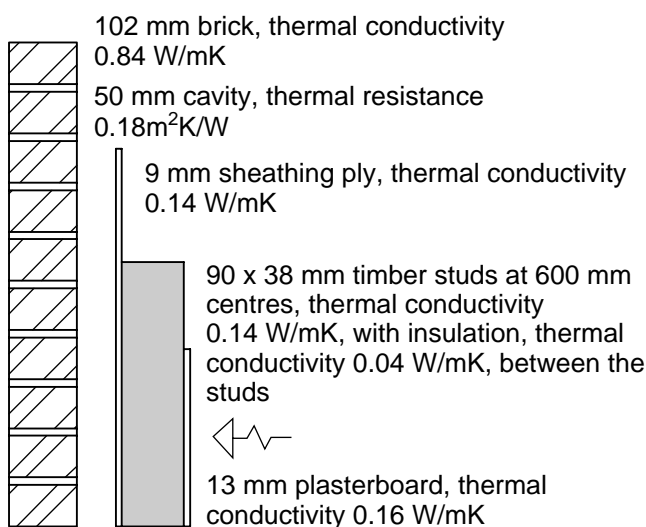 102 mm brick, thermal conductivity
0.84 W/mK
50 mm cavity, thermal resistance
0.18m²K/W
9 mm sheathing ply, thermal conductivity
0.14 W/mK
90 x 38 mm timber studs at 600 mm
centres, thermal conductivity
0.14 W/mK, with insulation, thermal
conductivity 0.04 W/mK, between the
studs
13 mm plasterboard, thermal
conductivity 0.16 W/mK